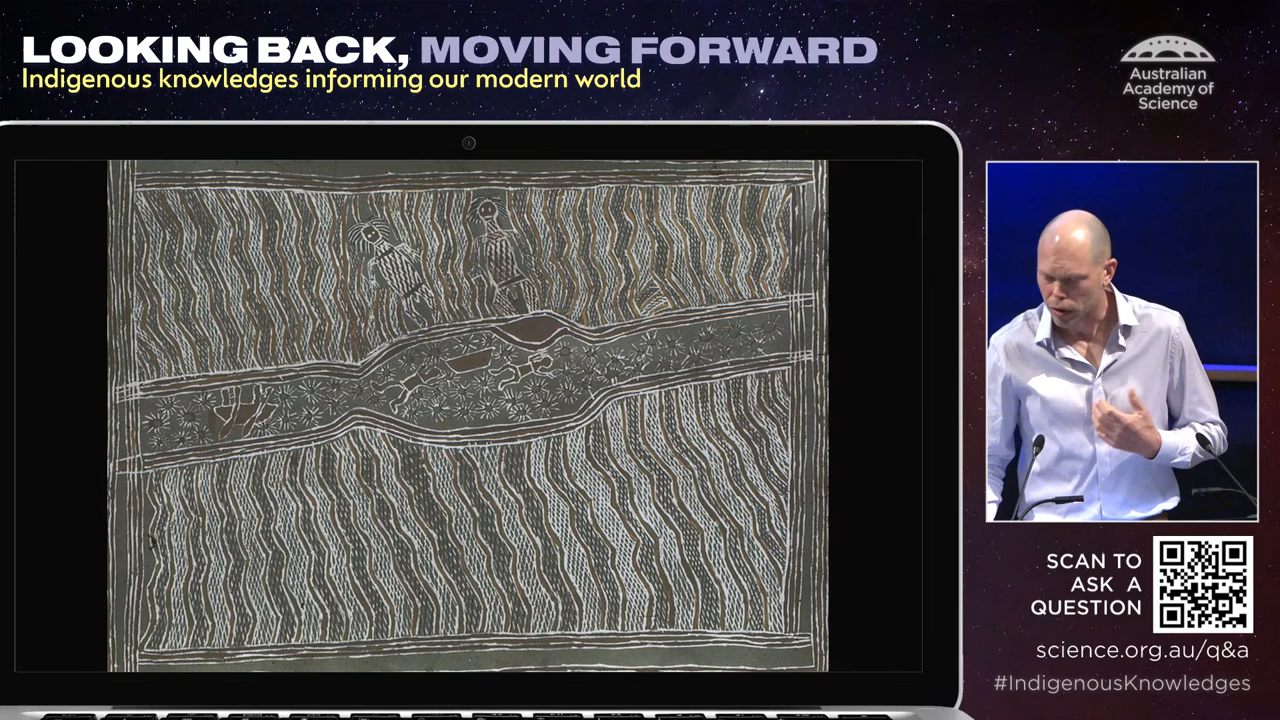 LOOKING BACK, MOVING FORWARD
Indigenous knowledges informing our modern world
Australian
Academy of
Science
SCAN TO
ASK A
QUESTION
science.org.au/q&a
#IndigenousKnowledges